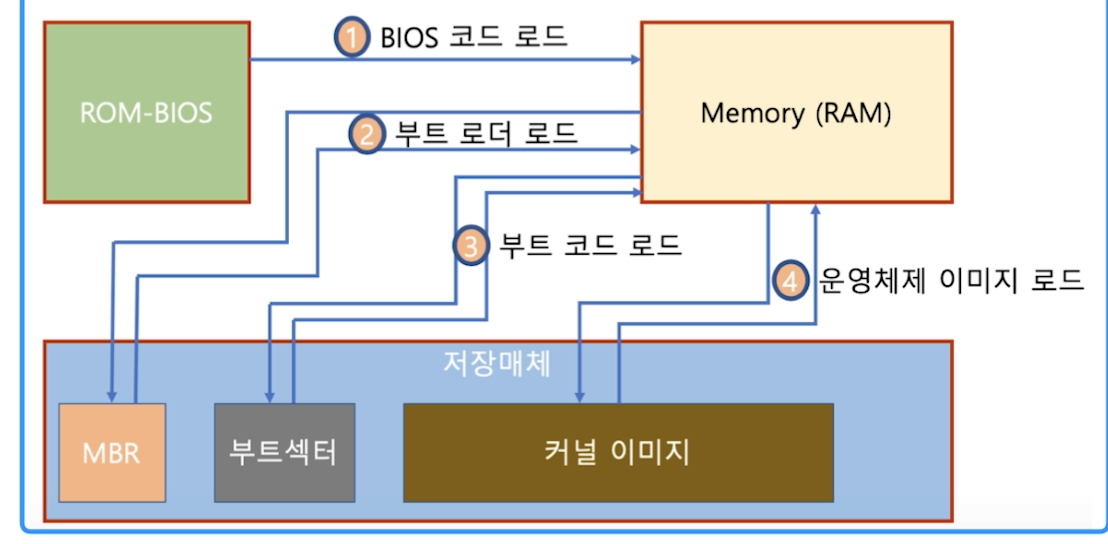 ① BIOS 코드 로드
ROM-BIOS
Memory (RAM)
② 부트 로더 로드
③ 부트 코드 로드
④ 운영체제 이미지 로드
저장매체
MBR
부트섹터
커널 이미지